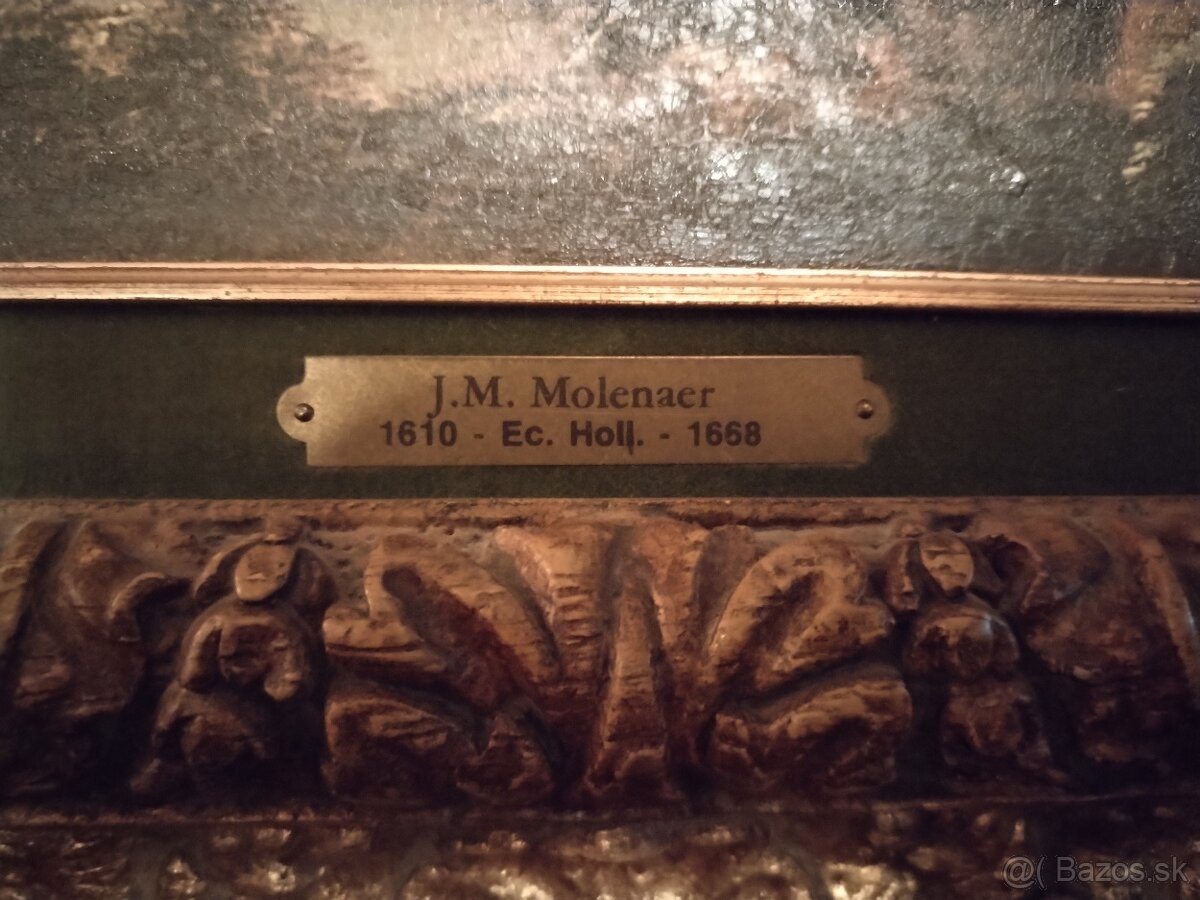 J.M. Molenaer
1610 - Ec. Holl. - 1668
@( Bazos.sk